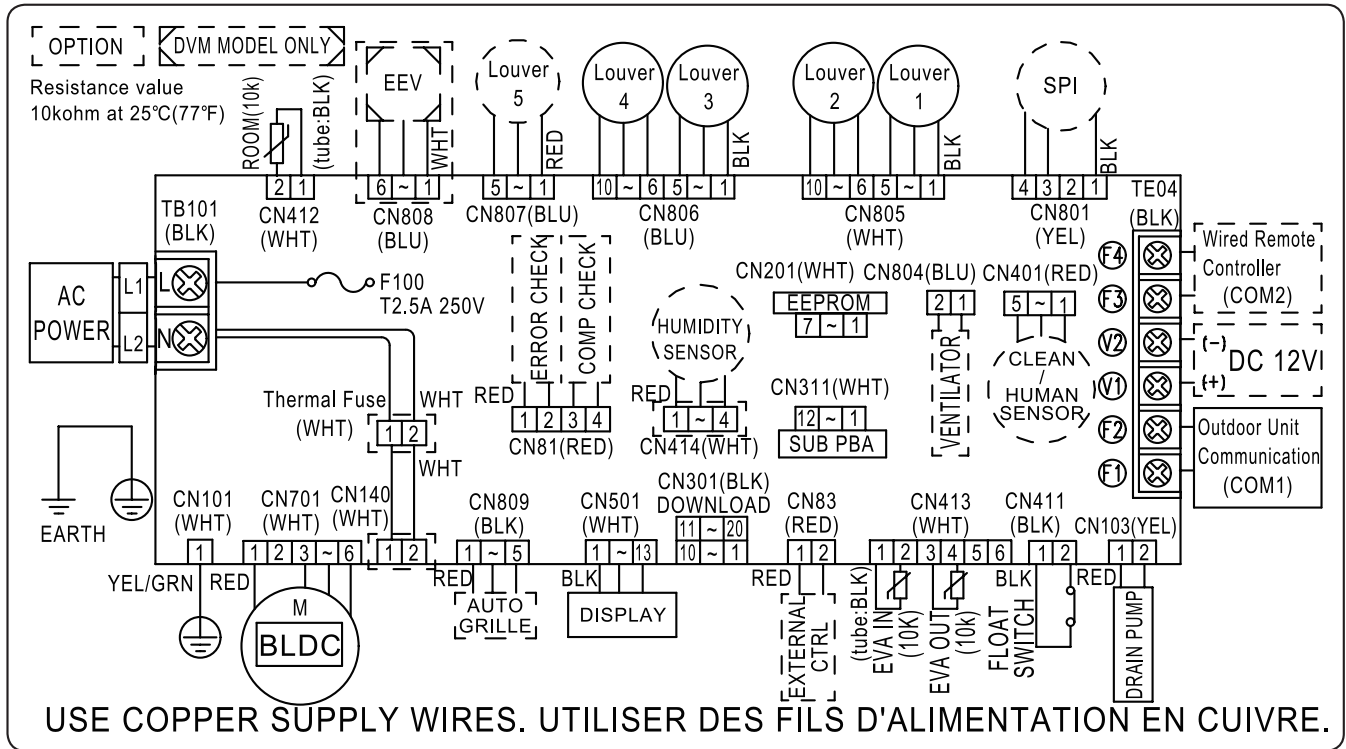 OPTION
DVM MODEL ONLY
Resistance value
10kohm at 25℃(77℉)
ROOM(10k)
(tube:BLK)
2 1
CN412
(WHT)
EEV
WHT
6 ~ 1
CN808
(BLU)
Louver
5
RED
5 ~ 1
CN807(BLU)
Louver
4
Louver
3
BLK
10 ~ 6 5 ~ 1
CN806
(BLU)
Louver
2
Louver
1
BLK
10 ~ 6 5 ~ 1
CN805
(WHT)
SPI
BLK
4 3 2 1
CN801
(YEL)
TE04
(BLK)
F4
F3
V2
V1
F2
F1
Wired Remote
Controller
(COM2)
(-)
DC 12V
(+)
Outdoor Unit
Communication
(COM1)
TB101
(BLK)
AC
POWER
L1
L2
L
N
F100
T2.5A 250V
Thermal Fuse
(WHT)
WHT
1 2
WHT
ERROR CHECK
COMP CHECK
RED
1 2 3 4
CN81(RED)
HUMIDITY
SENSOR
RED
1 ~ 4
CN414(WHT)
CN201(WHT)
EEPROM
7 ~ 1
CN311(WHT)
12 ~ 1
SUB PBA
CN804(BLU)
2 1
VENTILATOR
CN401(RED)
5 ~ 1
CLEAN
/
HUMAN
SENSOR
EARTH
CN101
(WHT)
1
YEL/GRN
CN701
(WHT)
1 2 3 ~ 6
RED
M
BLDC
CN140
(WHT)
1 2
CN809
(BLK)
1 ~ 5
RED
AUTO
GRILLE
CN501
(WHT)
1 ~ 13
BLK
DISPLAY
CN301(BLK)
DOWNLOAD
11 ~ 20
10 ~ 1
CN83
(RED)
1 2
RED
EXTERNAL
CTRL
CN413
(WHT)
1 2 3 4 5 6
(tube:BLK)
EVA IN
(10K)
EVA OUT
(10k)
CN411
(BLK)
1 2
BLK
FLOAT
SWITCH
CN103(YEL)
1 2
RED
DRAIN PUMP
USE COPPER SUPPLY WIRES. UTILISER DES FILS D'ALIMENTATION EN CUIVRE.